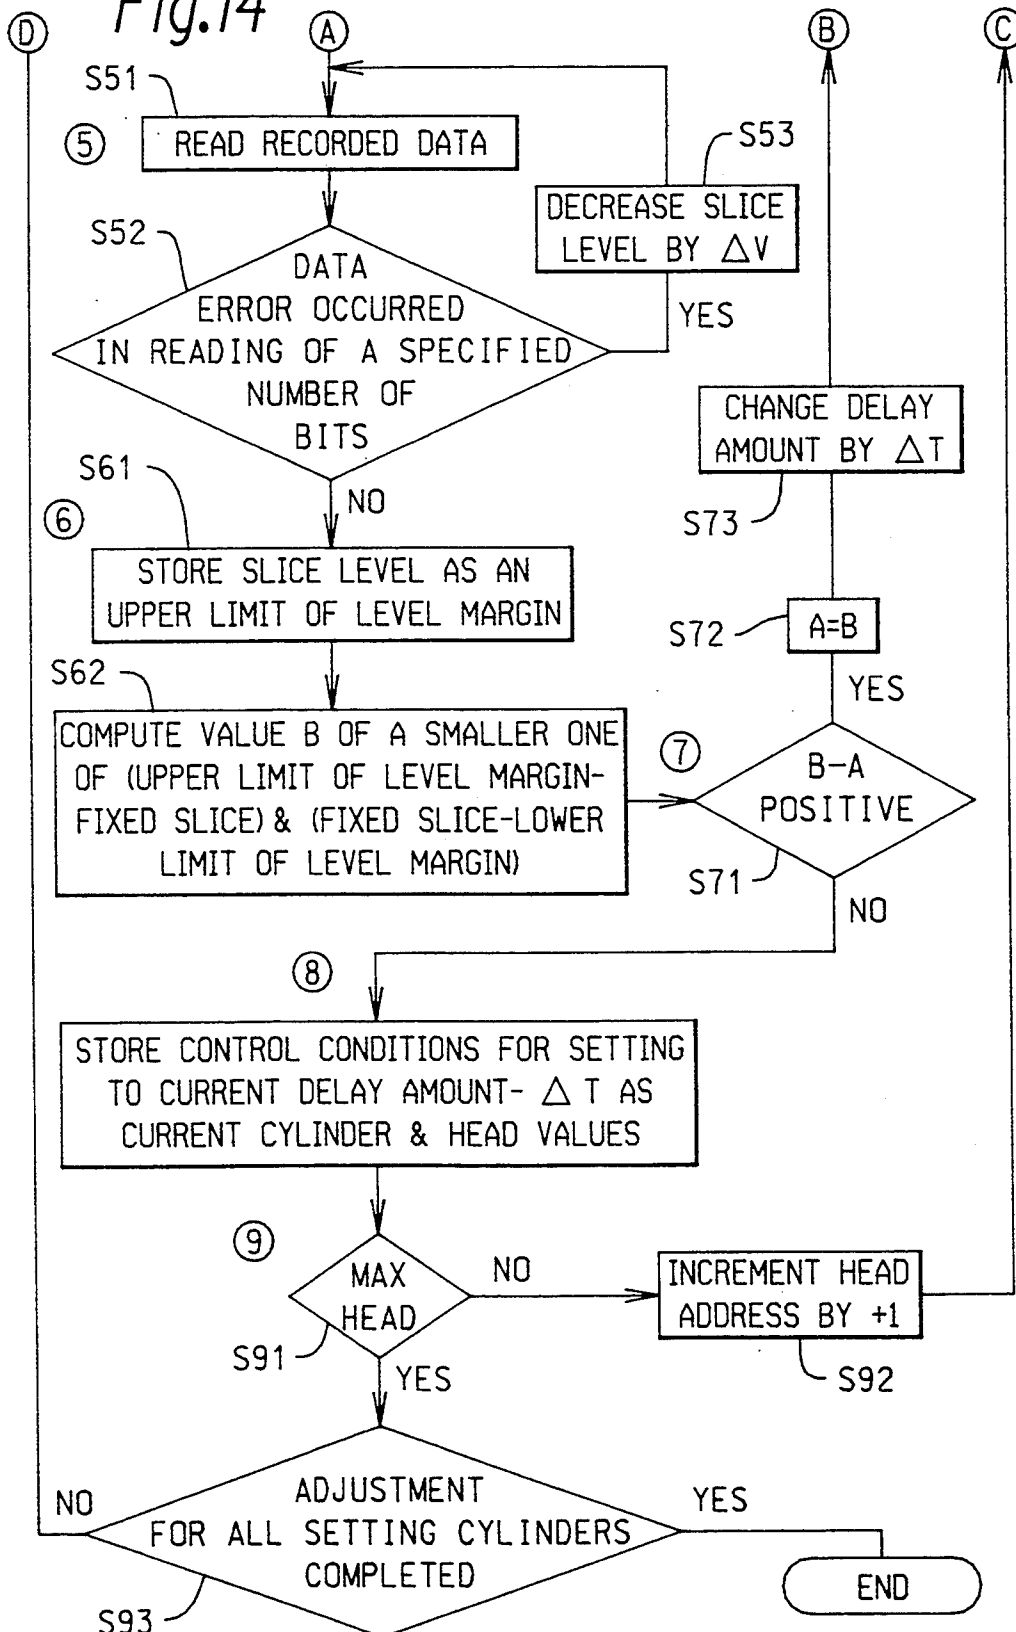 Fig.14
D
A
B
C
S51
5
READ RECORDED DATA
S53
DECREASE SLICE
LEVEL BY △V
YES
S52
DATA
ERROR OCCURRED
IN READING OF A SPECIFIED
NUMBER OF
BITS
NO
CHANGE DELAY
AMOUNT BY △T
S73
S61
6
STORE SLICE LEVEL AS AN
UPPER LIMIT OF LEVEL MARGIN
S72
A=B
YES
S62
COMPUTE VALUE B OF A SMALLER ONE
OF (UPPER LIMIT OF LEVEL MARGIN-
FIXED SLICE) & (FIXED SLICE-LOWER
LIMIT OF LEVEL MARGIN)
7
B-A
POSITIVE
S71
NO
8
STORE CONTROL CONDITIONS FOR SETTING
TO CURRENT DELAY AMOUNT- △T AS
CURRENT CYLINDER & HEAD VALUES
9
MAX
HEAD
S91
NO
INCREMENT HEAD
ADDRESS BY +1
S92
YES
NO
ADJUSTMENT
FOR ALL SETTING CYLINDERS
COMPLETED
YES
END
S93